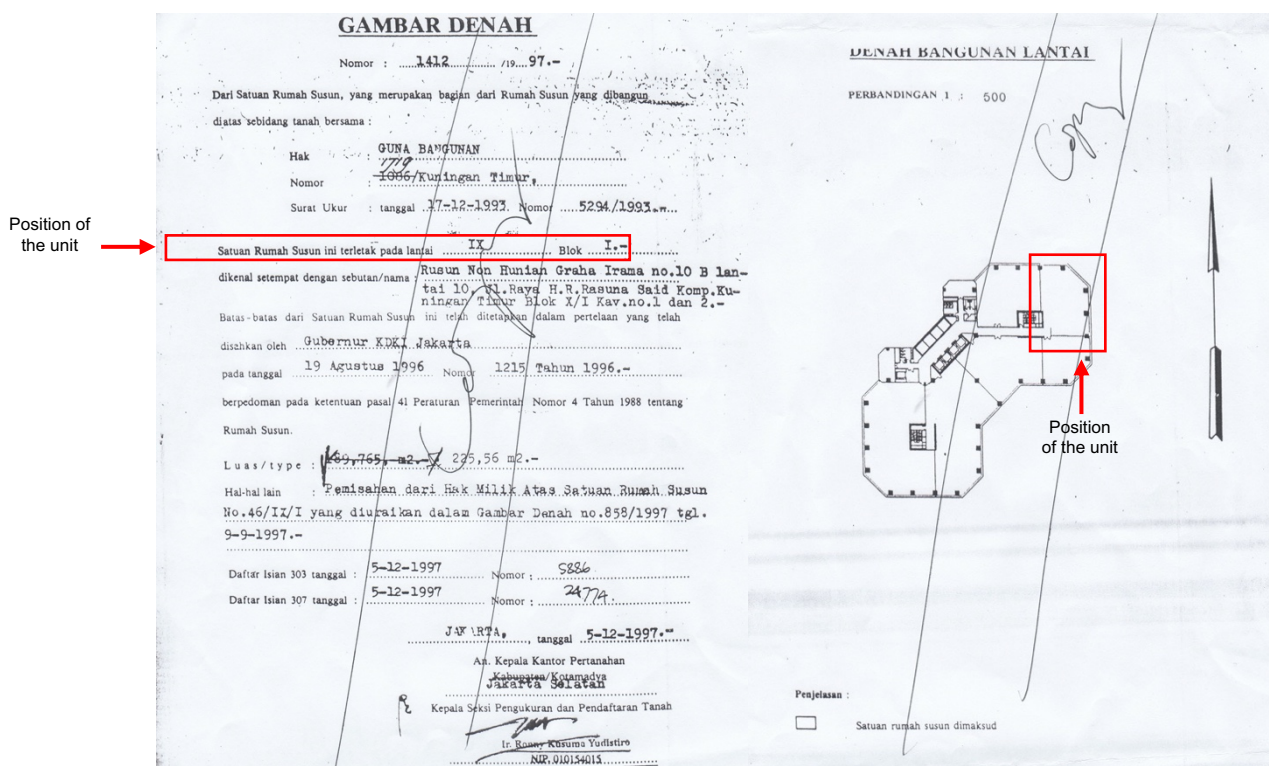 GAMBAR DENAH
Nomor : 1412 /19 97.-
Dari Satuan Rumah Susun, yang merupakan bagian dari Rumah Susun yang dibangun
diatas sebidang tanah bersama :
Hak : GUNA BANGUNAN
1719
Nomor : 1086/Kuningan Timur,
Surat Ukur : tanggal 17-12-1993 Nomor 5294/1993.-
Position of
the unit
Satuan Rumah Susun ini terletak pada lantai IX Blok I.-
dikenal setempat dengan sebutan/nama : Rusun Non Hunian Graha Irama no.10 B lan-
tai 10, Jl.Raya H.R.Rasuna Said Komp.Ku-
ningan Timur Blok X/I Kav.no.1 dan 2.-
Batas-batas dari Satuan Rumah Susun ini telah ditetapkan dalam pertelaan yang telah
disahkan oleh Gubernur KDKI Jakarta
pada tanggal 19 Agustus 1996 Nomor 1215 Tahun 1996.-
berpedoman pada ketentuan pasal 41 Peraturan Pemerintah Nomor 4 Tahun 1988 tentang
Rumah Susun.
Luas/type : 189,765,-m2.- 225,56 m2.-
Hal-hal lain : Pemisahan dari Hak Milik Atas Satuan Rumah Susun
No.46/IX/I yang diuraikan dalam Gambar Denah no.858/1997 tgl.
9-9-1997.-
Daftar Isian 303 tanggal : 5-12-1997 Nomor : 5886
Daftar Isian 307 tanggal : 5-12-1997 Nomor : 24774.
JAKARTA, tanggal 5-12-1997.-
An. Kepala Kantor Pertanahan
Kabupaten/Kotamadya
Jakarta Selatan
Kepala Seksi Pengukuran dan Pendaftaran Tanah
Ir. Ronny Kusuma Yudistiro
NIP. 010154015
DENAH BANGUNAN LANTAI
PERBANDINGAN 1 : 500
Position
of the unit
Penjelasan :
Satuan rumah susun dimaksud